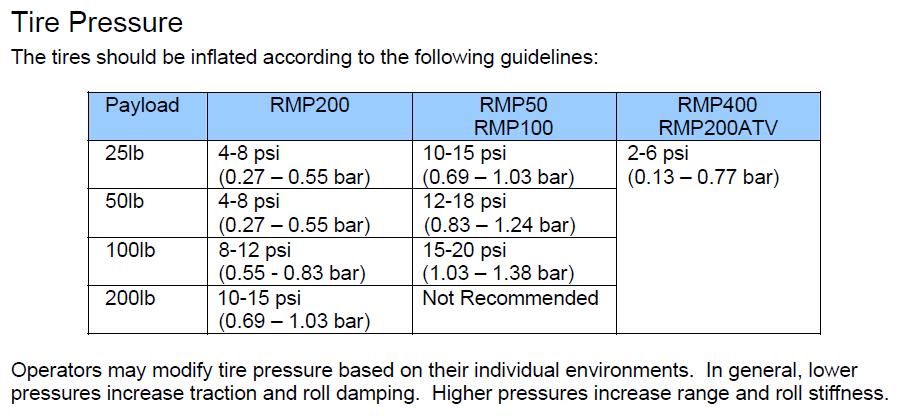 Tire Pressure
The tires should be inflated according to the following guidelines:
Payload RMP200 RMP50 RMP400
RMP100 RMP200ATV
25lb 4-8 psi 10-15 psi 2-6 psi
(0.27 – 0.55 bar) (0.69 – 1.03 bar) (0.13 – 0.77 bar)
50lb 4-8 psi 12-18 psi
(0.27 – 0.55 bar) (0.83 – 1.24 bar)
100lb 8-12 psi 15-20 psi
(0.55 - 0.83 bar) (1.03 – 1.38 bar)
200lb 10-15 psi Not Recommended
(0.69 – 1.03 bar)
Operators may modify tire pressure based on their individual environments.  In general, lower
pressures increase traction and roll damping.  Higher pressures increase range and roll stiffness.